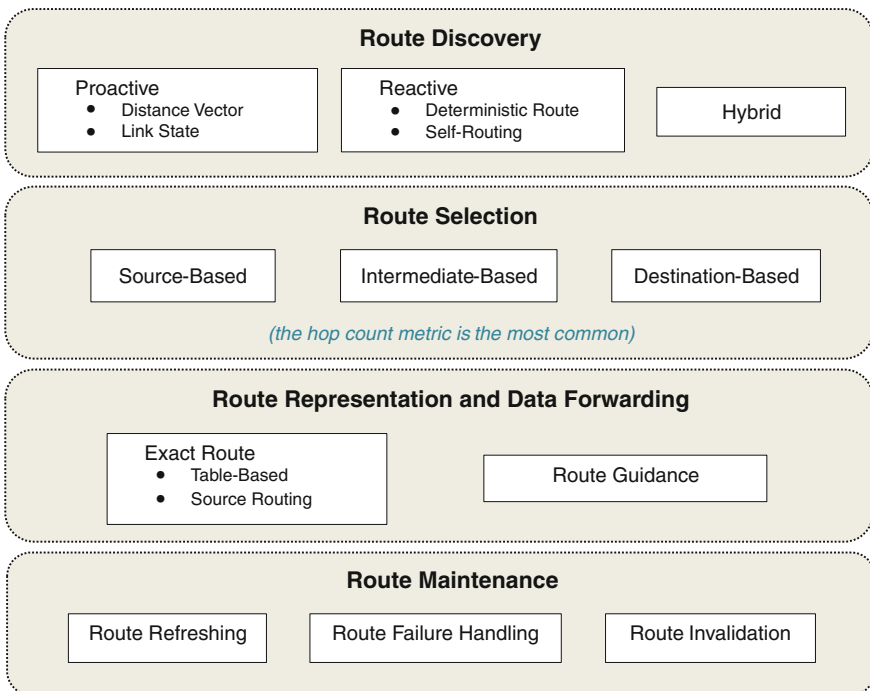 Route Discovery
Proactive
• Distance Vector
• Link State
Reactive
• Deterministic Route
• Self-Routing
Hybrid
Route Selection
Source-Based
Intermediate-Based
Destination-Based
(the hop count metric is the most common)
Route Representation and Data Forwarding
Exact Route
• Table-Based
• Source Routing
Route Guidance
Route Maintenance
Route Refreshing
Route Failure Handling
Route Invalidation